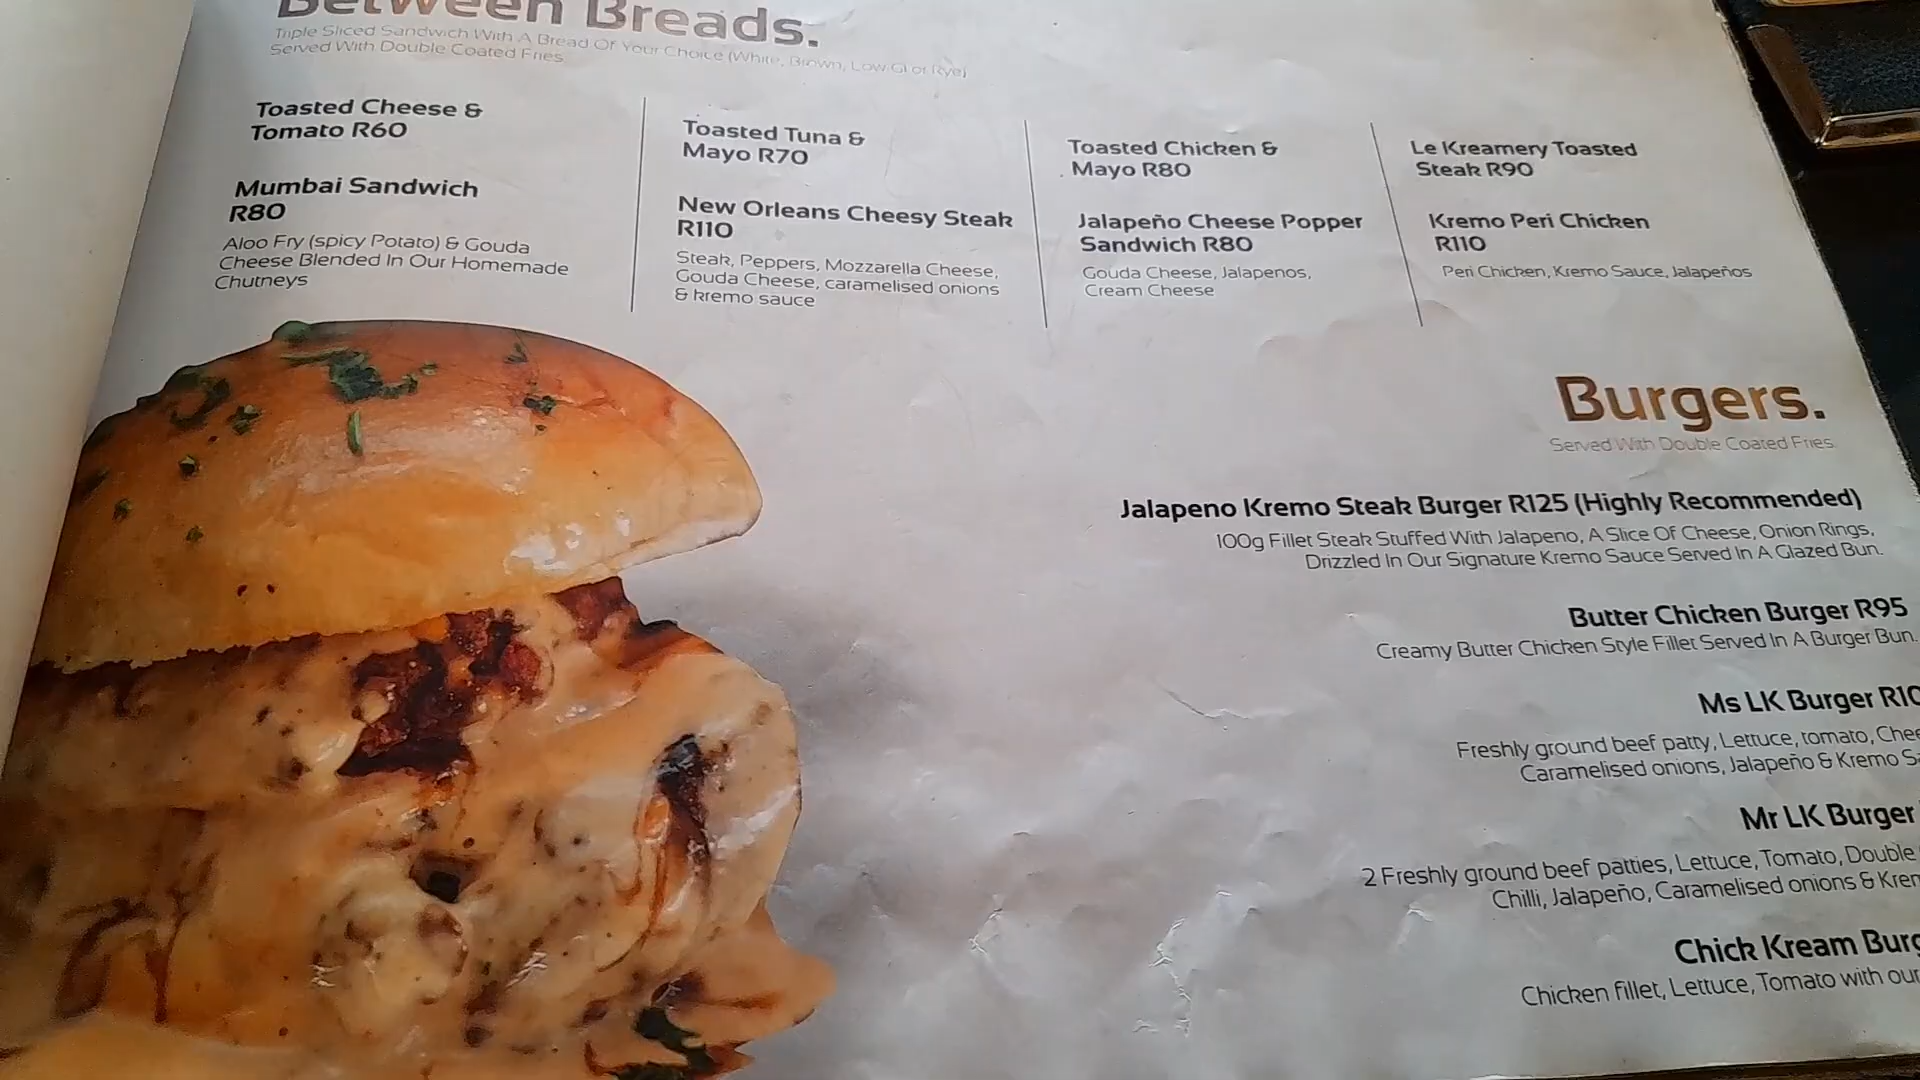 Between Breads.
Triple Sliced Sandwich With A Bread Of Your Choice (White, Brown, Low GI or Rye)
Served With Double Coated Fries
Toasted Cheese &
Tomato R60
Mumbai Sandwich
R80
Aloo Fry (spicy Potato) & Gouda
Cheese Blended In Our Homemade
Chutneys
Toasted Tuna &
Mayo R70
New Orleans Cheesy Steak
R110
Steak, Peppers, Mozzarella Cheese,
Gouda Cheese, caramelised onions
& kremo sauce
Toasted Chicken &
Mayo R80
Jalapeño Cheese Popper
Sandwich R80
Gouda Cheese, Jalapenos,
Cream Cheese
Le Kreamery Toasted
Steak R90
Kremo Peri Chicken
R110
Peri Chicken, Kremo Sauce, Jalapeños
Burgers.
Served With Double Coated Fries
Jalapeno Kremo Steak Burger R125 (Highly Recommended)
100g Fillet Steak Stuffed With Jalapeno, A Slice Of Cheese, Onion Rings,
Drizzled In Our Signature Kremo Sauce Served In A Glazed Bun.
Butter Chicken Burger R95
Creamy Butter Chicken Style Fillet Served In A Burger Bun.
Ms LK Burger
Freshly ground beef patty, Lettuce, tomato,
Caramelised onions, Jalapeño & Kremo
Mr LK Burger
2 Freshly ground beef patties, Lettuce, Tomato, Double
Chilli, Jalapeño, Caramelised onions &
Chick Kream
Chicken fillet, Lettuce, Tomato with our